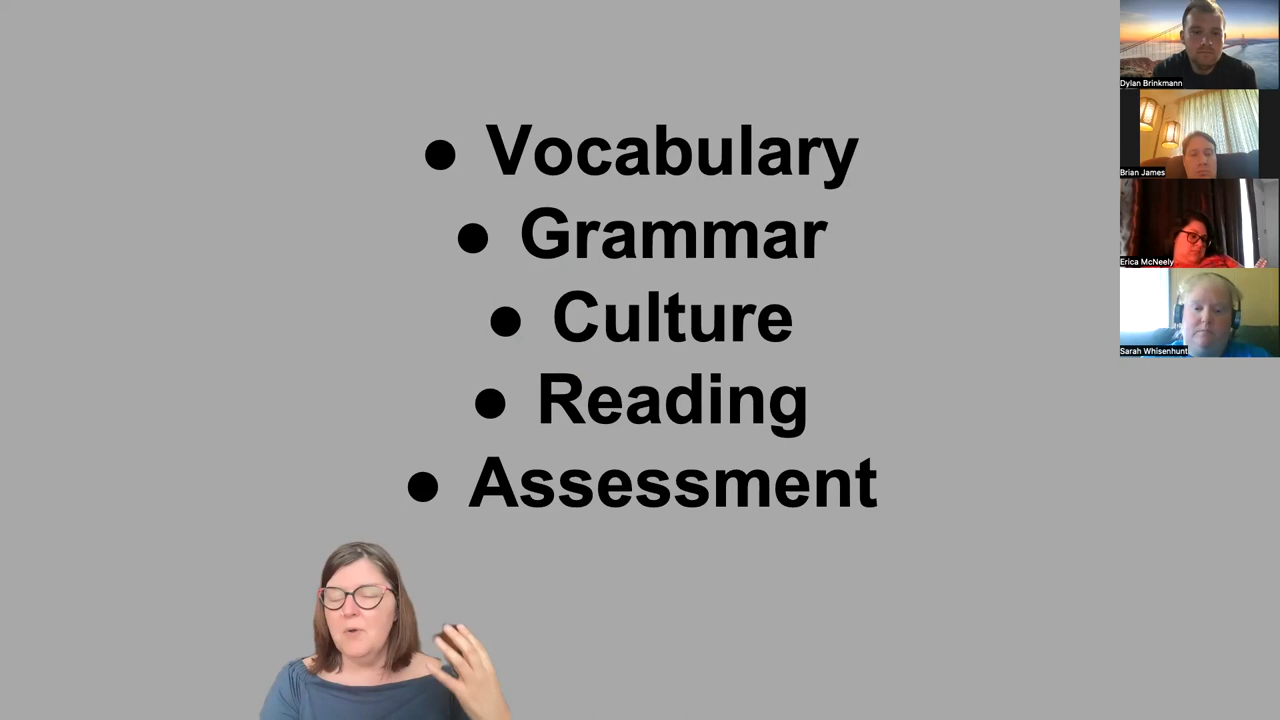 ● Vocabulary
● Grammar
● Culture
● Reading
● Assessment
Dylan Brinkmann
Brian James
Erica McNeely
Sarah Whisenhunt